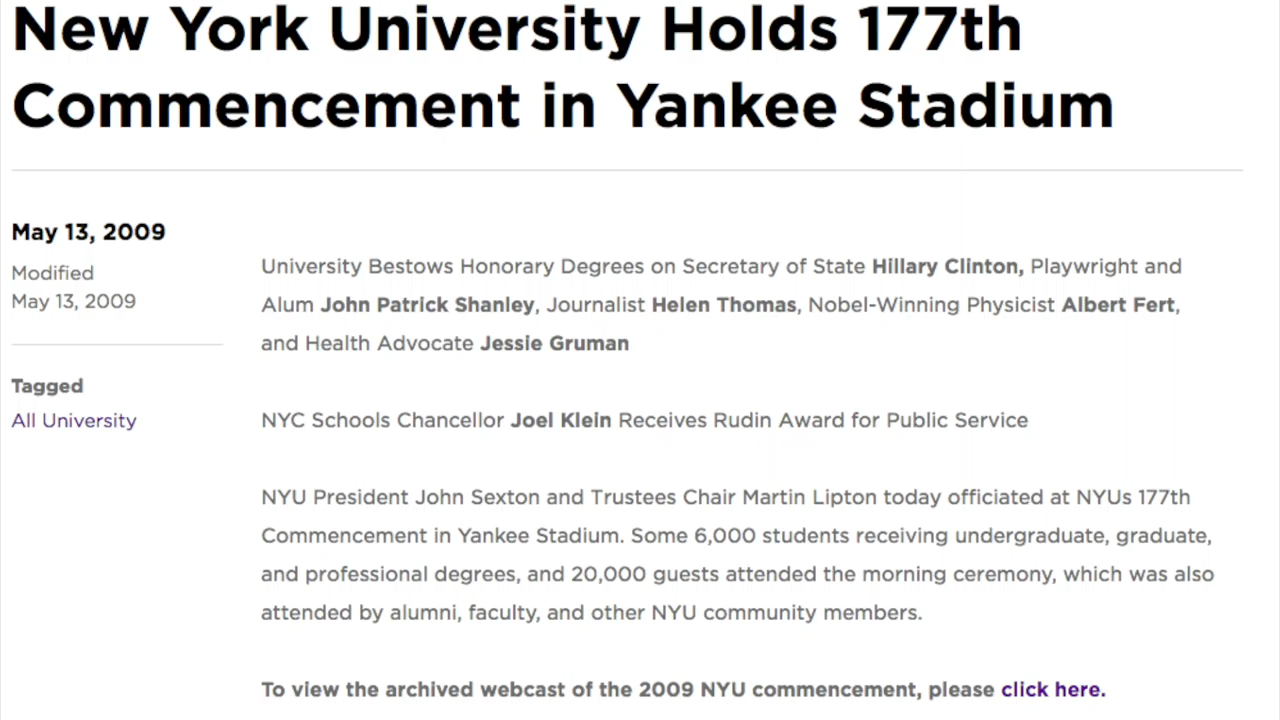 New York University Holds 177th
Commencement in Yankee Stadium
May 13, 2009
Modified
May 13, 2009
Tagged
All University
University Bestows Honorary Degrees on Secretary of State Hillary Clinton, Playwright and
Alum John Patrick Shanley, Journalist Helen Thomas, Nobel-Winning Physicist Albert Fert,
and Health Advocate Jessie Gruman
NYC Schools Chancellor Joel Klein Receives Rudin Award for Public Service
NYU President John Sexton and Trustees Chair Martin Lipton today officiated at NYUs 177th
Commencement in Yankee Stadium. Some 6,000 students receiving undergraduate, graduate,
and professional degrees, and 20,000 guests attended the morning ceremony, which was also
attended by alumni, faculty, and other NYU community members.
To view the archived webcast of the 2009 NYU commencement, please click here.